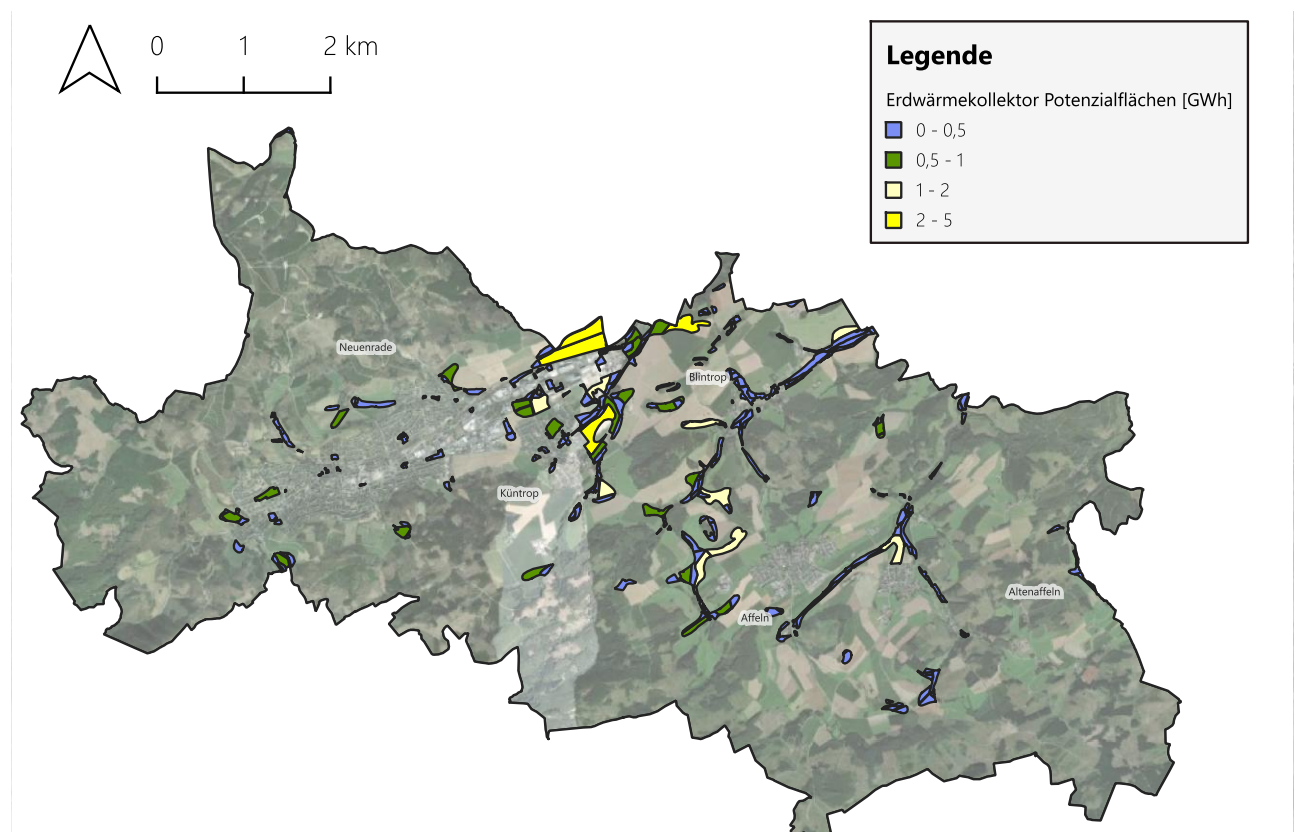 0 1 2 km
Legende
Erdwärmekollektor Potenzialflächen [GWh]
0 - 0,5
0,5 - 1
1 - 2
2 - 5
Neuenrade
Blintrop
Küntrop
Altenaffeln
Affeln